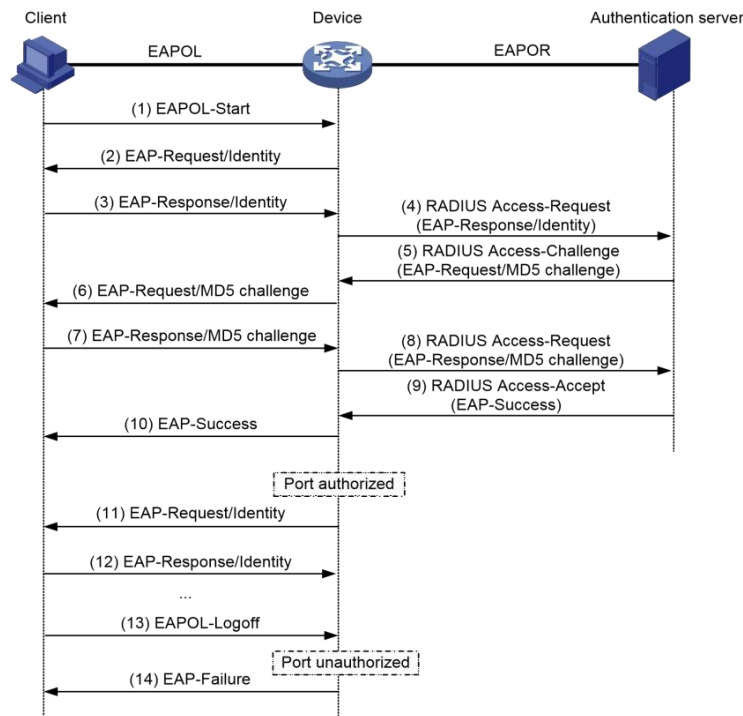 Client
Device
Authentication server
EAPOL
EAPOR
(1) EAPOL-Start
(2) EAP-Request/Identity
(3) EAP-Response/Identity
(4) RADIUS Access-Request
(EAP-Response/Identity)
(5) RADIUS Access-Challenge
(EAP-Request/MD5 challenge)
(6) EAP-Request/MD5 challenge
(7) EAP-Response/MD5 challenge
(8) RADIUS Access-Request
(EAP-Response/MD5 challenge)
(9) RADIUS Access-Accept
(EAP-Success)
(10) EAP-Success
Port authorized
(11) EAP-Request/Identity
(12) EAP-Response/Identity
...
(13) EAPOL-Logoff
Port unauthorized
(14) EAP-Failure